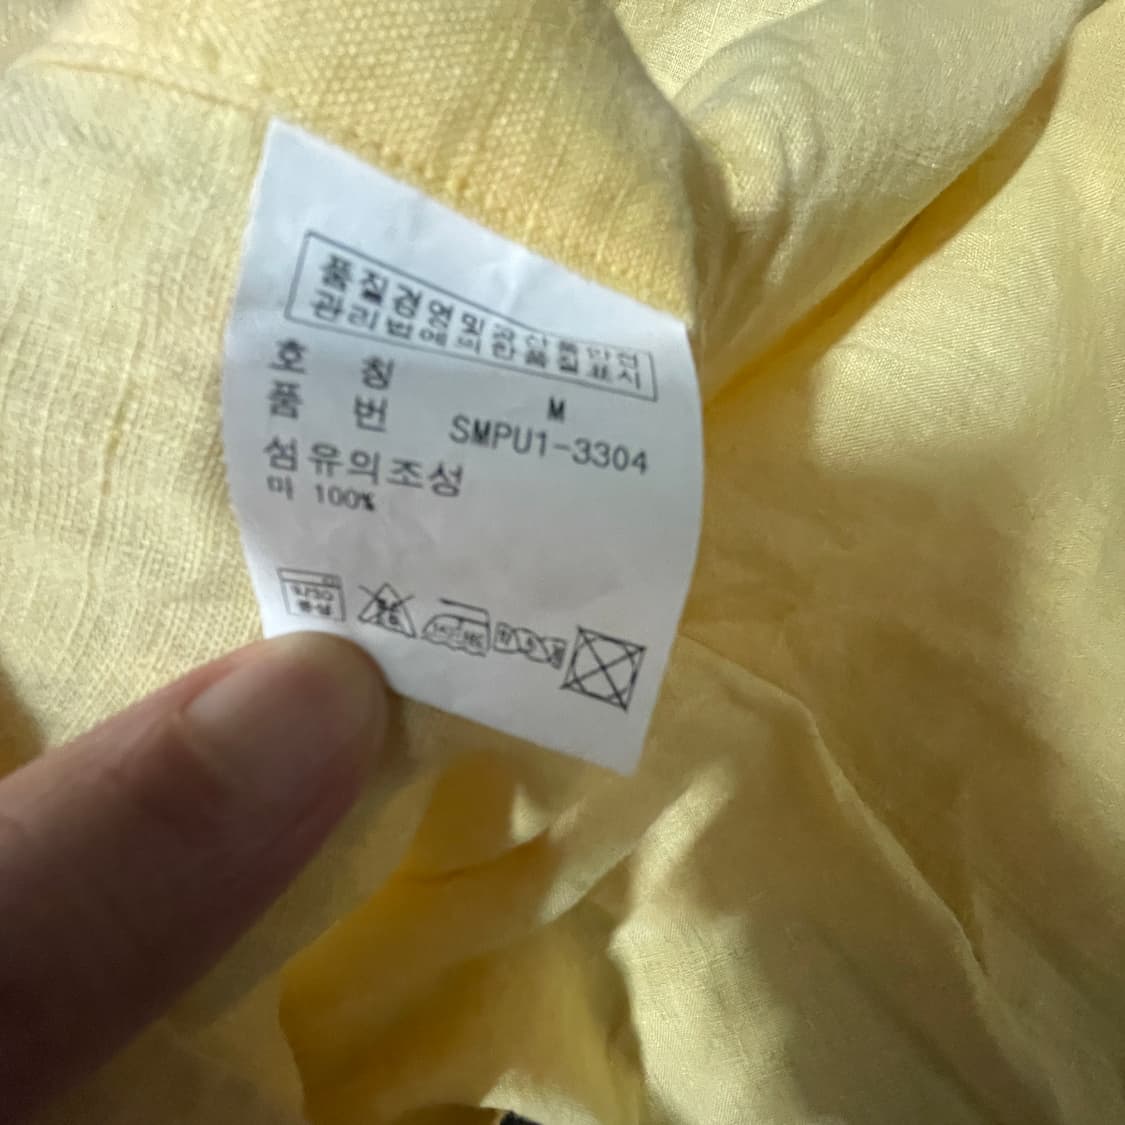 품질경영 및 공산품안전
관리법에 의한 품질표시
호 칭 M
품 번 SMPU1-3304
섬유의조성
마 100%